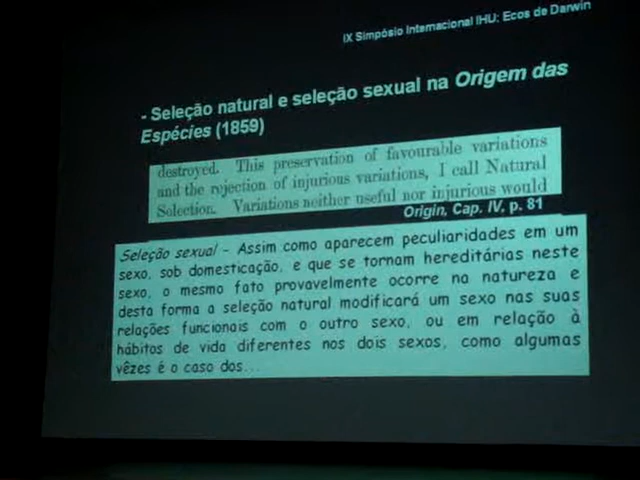 IX Simpósio Internacional IHU: Ecos de Darwin
- Seleção natural e seleção sexual na Origem das
Espécies (1859)
destroyed. This preservation of favourable variations
and the rejection of injurious variations, I call Natural
Selection. Variations neither useful nor injurious would
Origin, Cap. IV, p. 81
Seleção sexual - Assim como aparecem peculiaridades em um
sexo, sob domesticação, e que se tornam hereditárias neste
sexo, o mesmo fato provavelmente ocorre na natureza e
desta forma a seleção natural modificará um sexo nas suas
relações funcionais com o outro sexo, ou em relação à
hábitos de vida diferentes nos dois sexos, como algumas
vêzes é o caso dos...